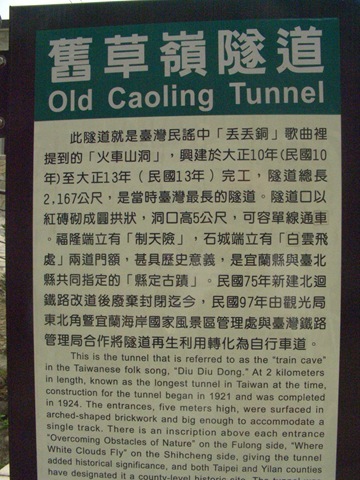 舊草嶺隧道
Old Caoling Tunnel
此隧道就是臺灣民謠中「丟丟銅」歌曲裡
提到的「火車山洞」，興建於大正10年(民國10
年)至大正13年（民國13年）完工，隧道總長
2,167公尺，是當時臺灣最長的隧道。隧道口以
紅磚砌成圓拱狀，洞口高5公尺，可容單線通車
。福隆端立有「制天險」，石城端立有「白雲飛
處」兩道門額，甚具歷史意義，是宜蘭縣與臺北
縣共同指定的「縣定古蹟」。民國75年新建北迴
鐵路改道後廢棄封閉迄今，民國97年由觀光局
東北角暨宜蘭海岸國家風景區管理處與臺灣鐵路
管理局合作將隧道再生利用轉化為自行車道。
This is the tunnel that is referred to as the "train cave"
in the Taiwanese folk song, "Diu Diu Dong." At 2 kilometers
in length, known as the longest tunnel in Taiwan at the time,
construction for the tunnel began in 1921 and was completed
in 1924. The entrances, five meters high, were surfaced in
arched-shaped brickwork and big enough to accommodate a
single track. There is an inscription above each entrance
"Overcoming Obstacles of Nature" on the Fulong side, "Where
White Clouds Fly" on the Shihcheng side, giving the tunnel
added historical significance, and both Taipei and Yilan counties
have designated it a county-level historic site. The tunnel was